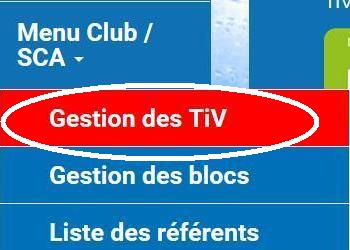 Menu Club /
SCA
Gestion des TiV
Gestion des blocs
Liste des référents